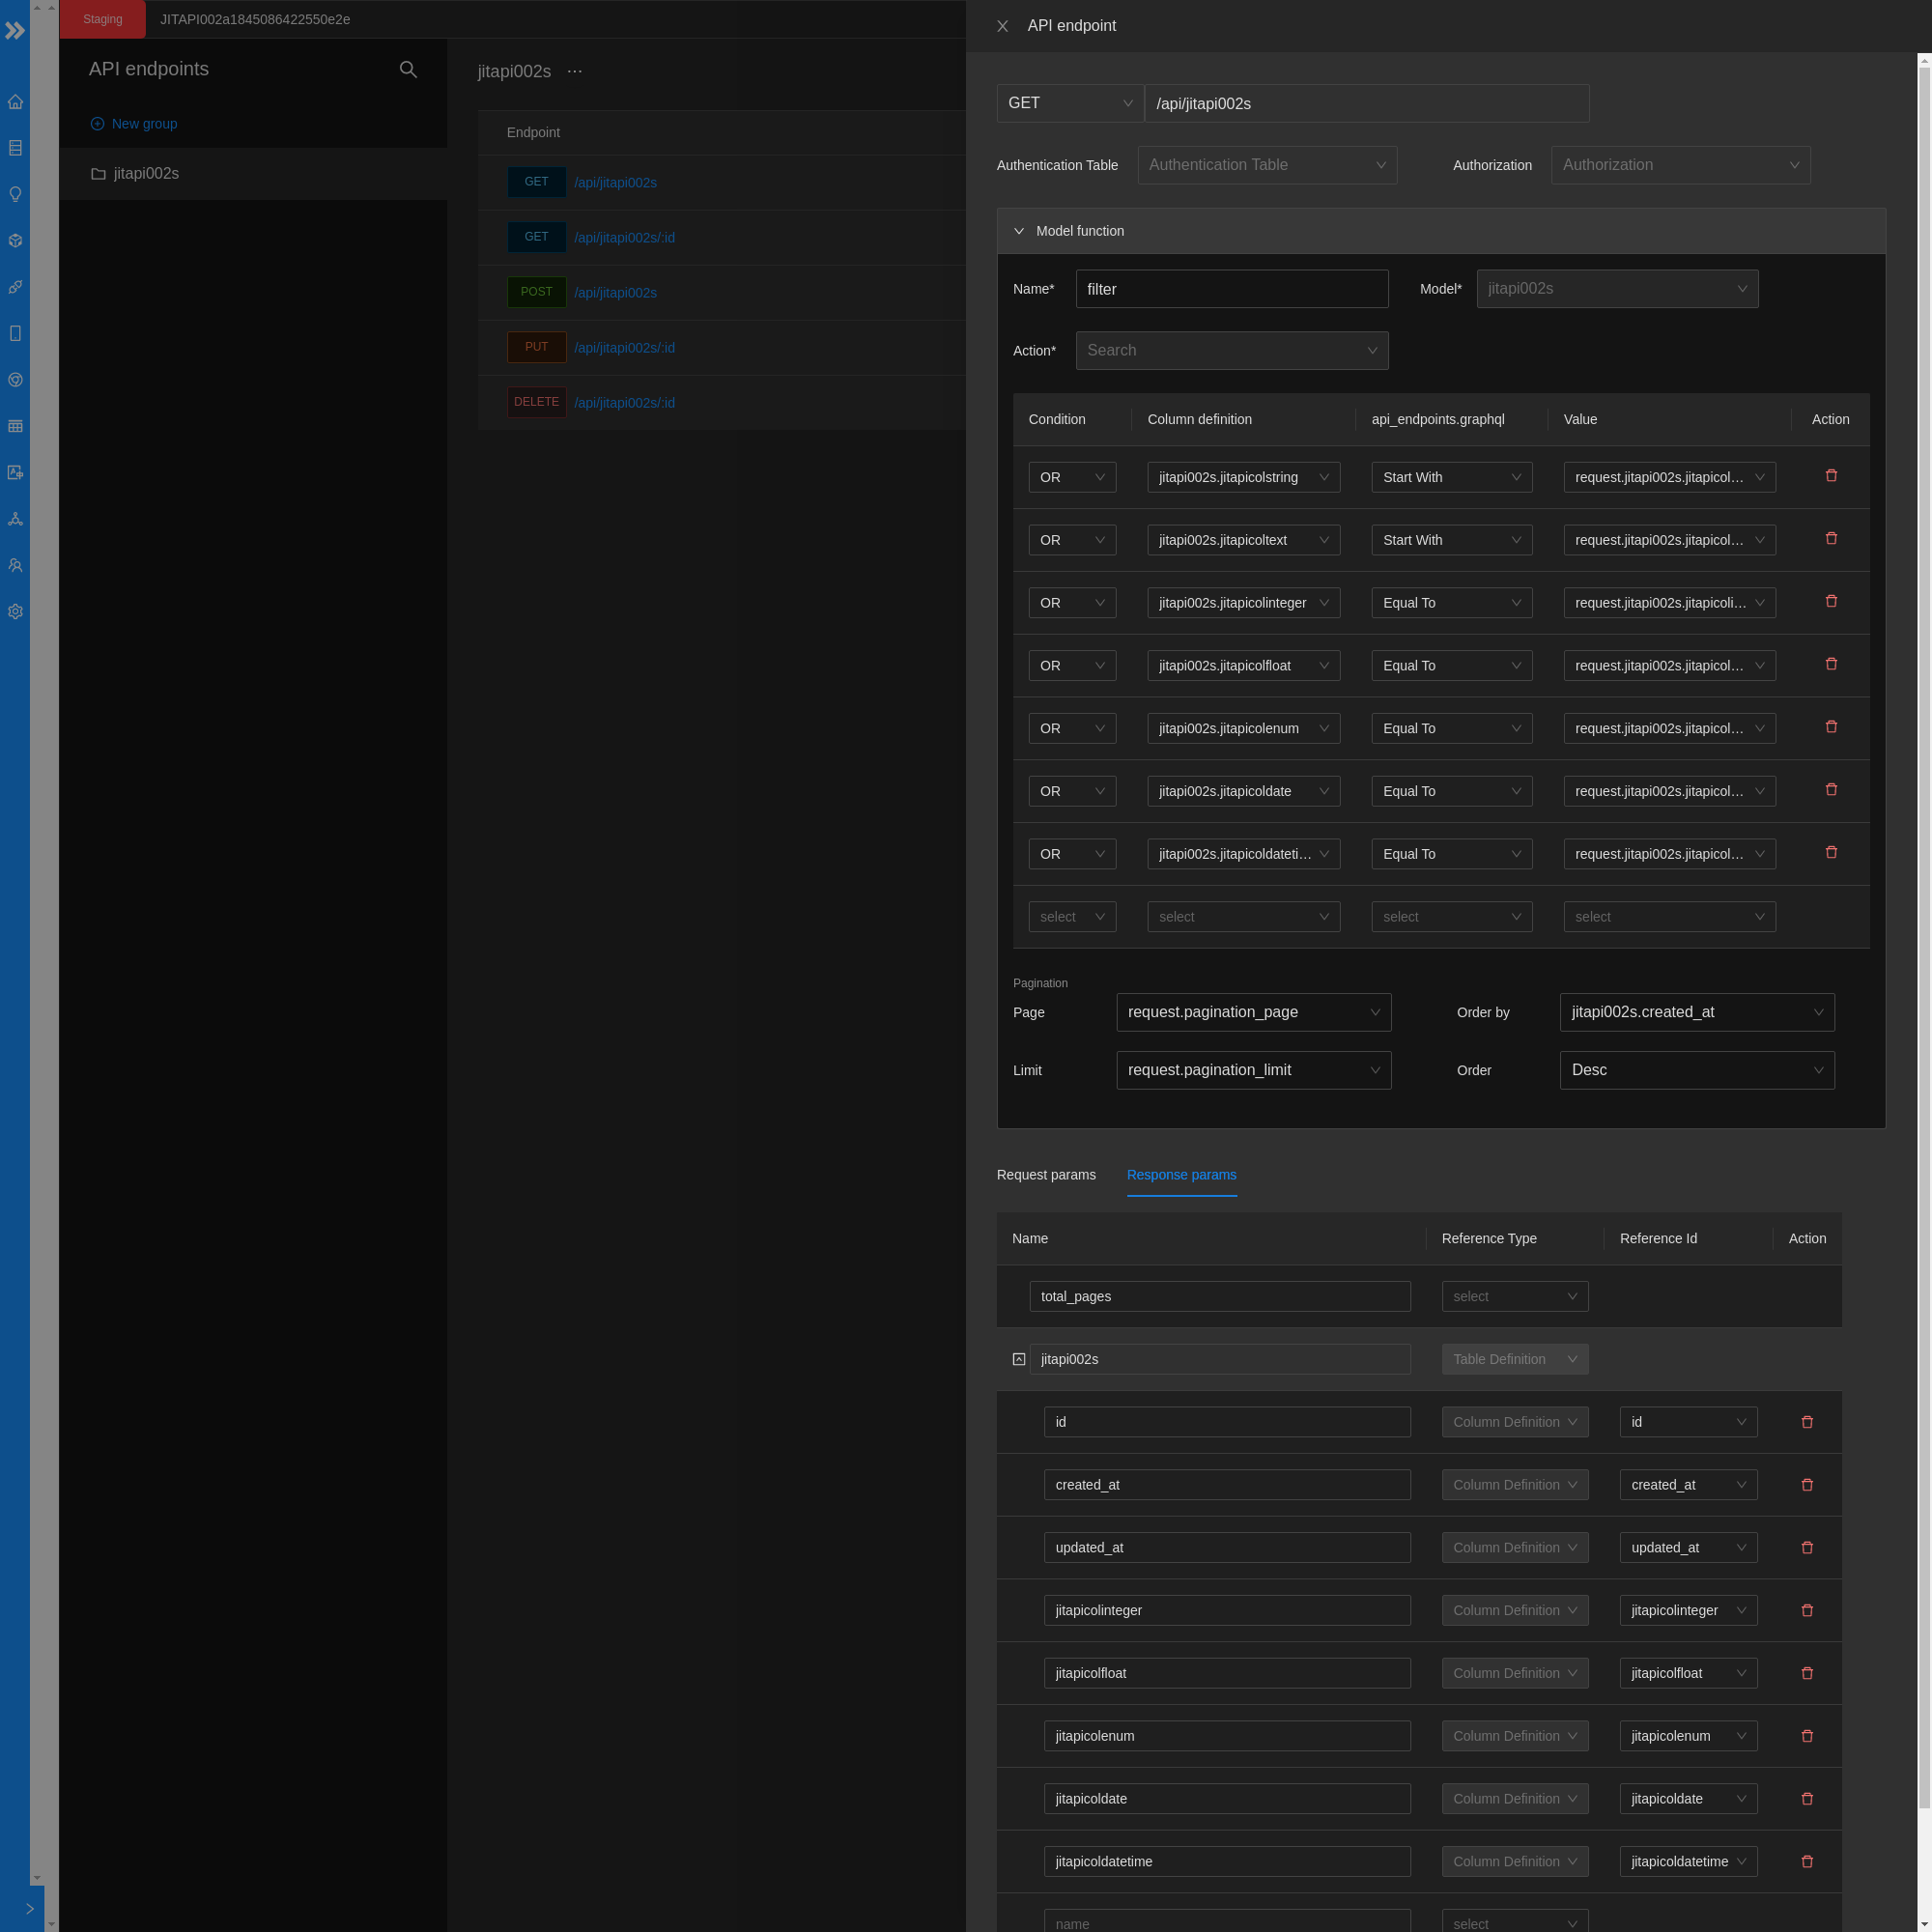 Staging
JITAPI002a1845086422550e2e
API endpoints
New group
jitapi002s
jitapi002s ···
Endpoint
GET /api/jitapi002s
GET /api/jitapi002s/:id
POST /api/jitapi002s
PUT /api/jitapi002s/:id
DELETE /api/jitapi002s/:id
API endpoint
GET /api/jitapi002s
Authentication Table Authentication Table Authorization Authorization
Model function
Name* filter Model* jitapi002s
Action* Search
Condition Column definition api_endpoints.graphql Value Action
OR jitapi002s.jitapicolstring Start With request.jitapi002s.jitapicol...
OR jitapi002s.jitapicoltext Start With request.jitapi002s.jitapicol...
OR jitapi002s.jitapicolinteger Equal To request.jitapi002s.jitapicoli...
OR jitapi002s.jitapicolfloat Equal To request.jitapi002s.jitapicol...
OR jitapi002s.jitapicolenum Equal To request.jitapi002s.jitapicol...
OR jitapi002s.jitapicoldate Equal To request.jitapi002s.jitapicol...
OR jitapi002s.jitapicoldateti... Equal To request.jitapi002s.jitapicol...
select select select select
Pagination
Page request.pagination_page Order by jitapi002s.created_at
Limit request.pagination_limit Order Desc
Request params Response params
Name Reference Type Reference Id Action
total_pages select
jitapi002s Table Definition
id Column Definition id
created_at Column Definition created_at
updated_at Column Definition updated_at
jitapicolinteger Column Definition jitapicolinteger
jitapicolfloat Column Definition jitapicolfloat
jitapicolenum Column Definition jitapicolenum
jitapicoldate Column Definition jitapicoldate
jitapicoldatetime Column Definition jitapicoldatetime
name select